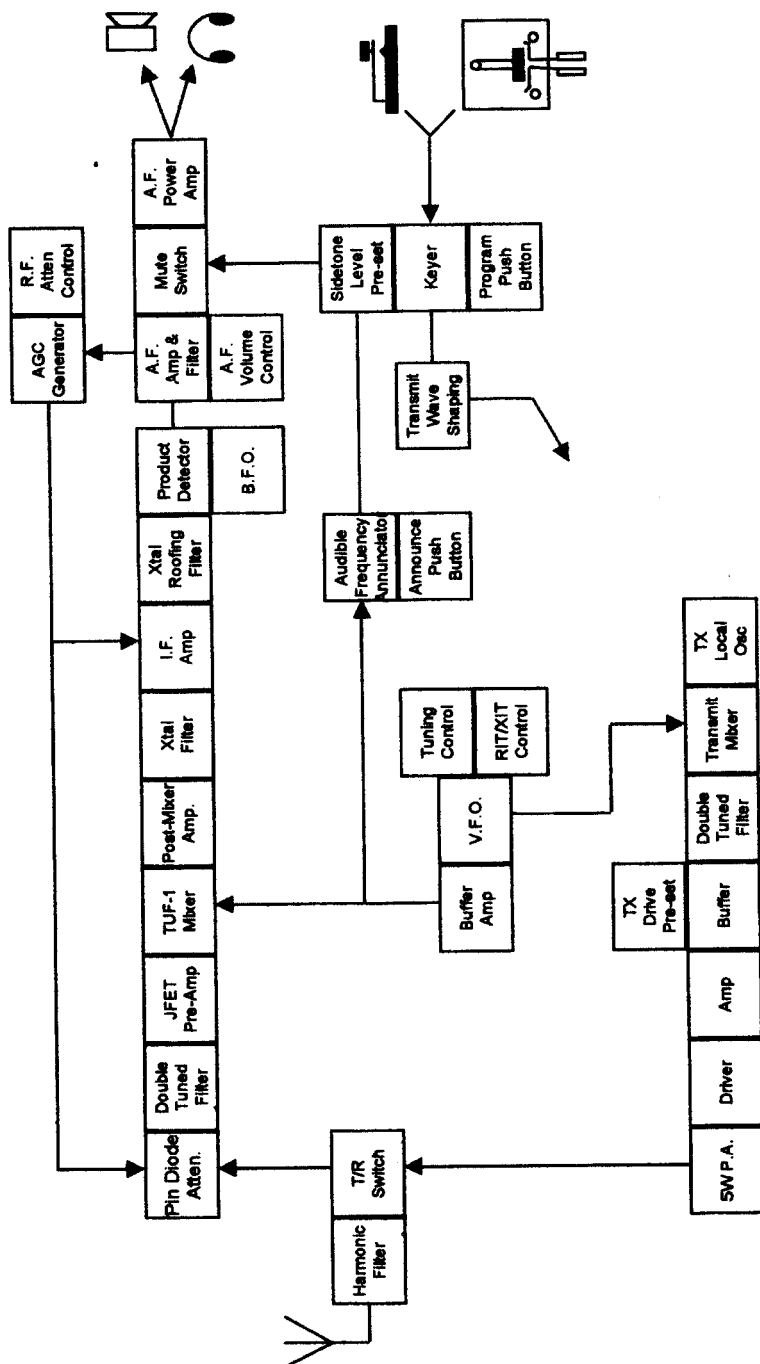 R.F.
Atten
Control
AGC
Generator
A.F.
Power
Amp
Mute
Switch
A.F.
Amp &
Filter
A.F.
Volume
Control
Product
Detector
B.F.O.
Xtal
Roofing
Filter
I.F.
Amp
Xtal
Filter
Post-Mixer
Amp.
TUF-1
Mixer
JFET
Pre-Amp
Double
Tuned
Filter
Pin Diode
Atten.
Sidetone
Level
Pre-set
Keyer
Program
Push
Button
Transmit
Wave
Shaping
Audible
Frequency
Annunciator
Announce
Push
Button
Tuning
Control
RIT/XIT
Control
V.F.O.
Buffer
Amp
T/R
Switch
Harmonic
Filter
TX
Local
Osc
Transmit
Mixer
Double
Tuned
Filter
TX
Drive
Pre-set
Buffer
Amp
Driver
5W P.A.